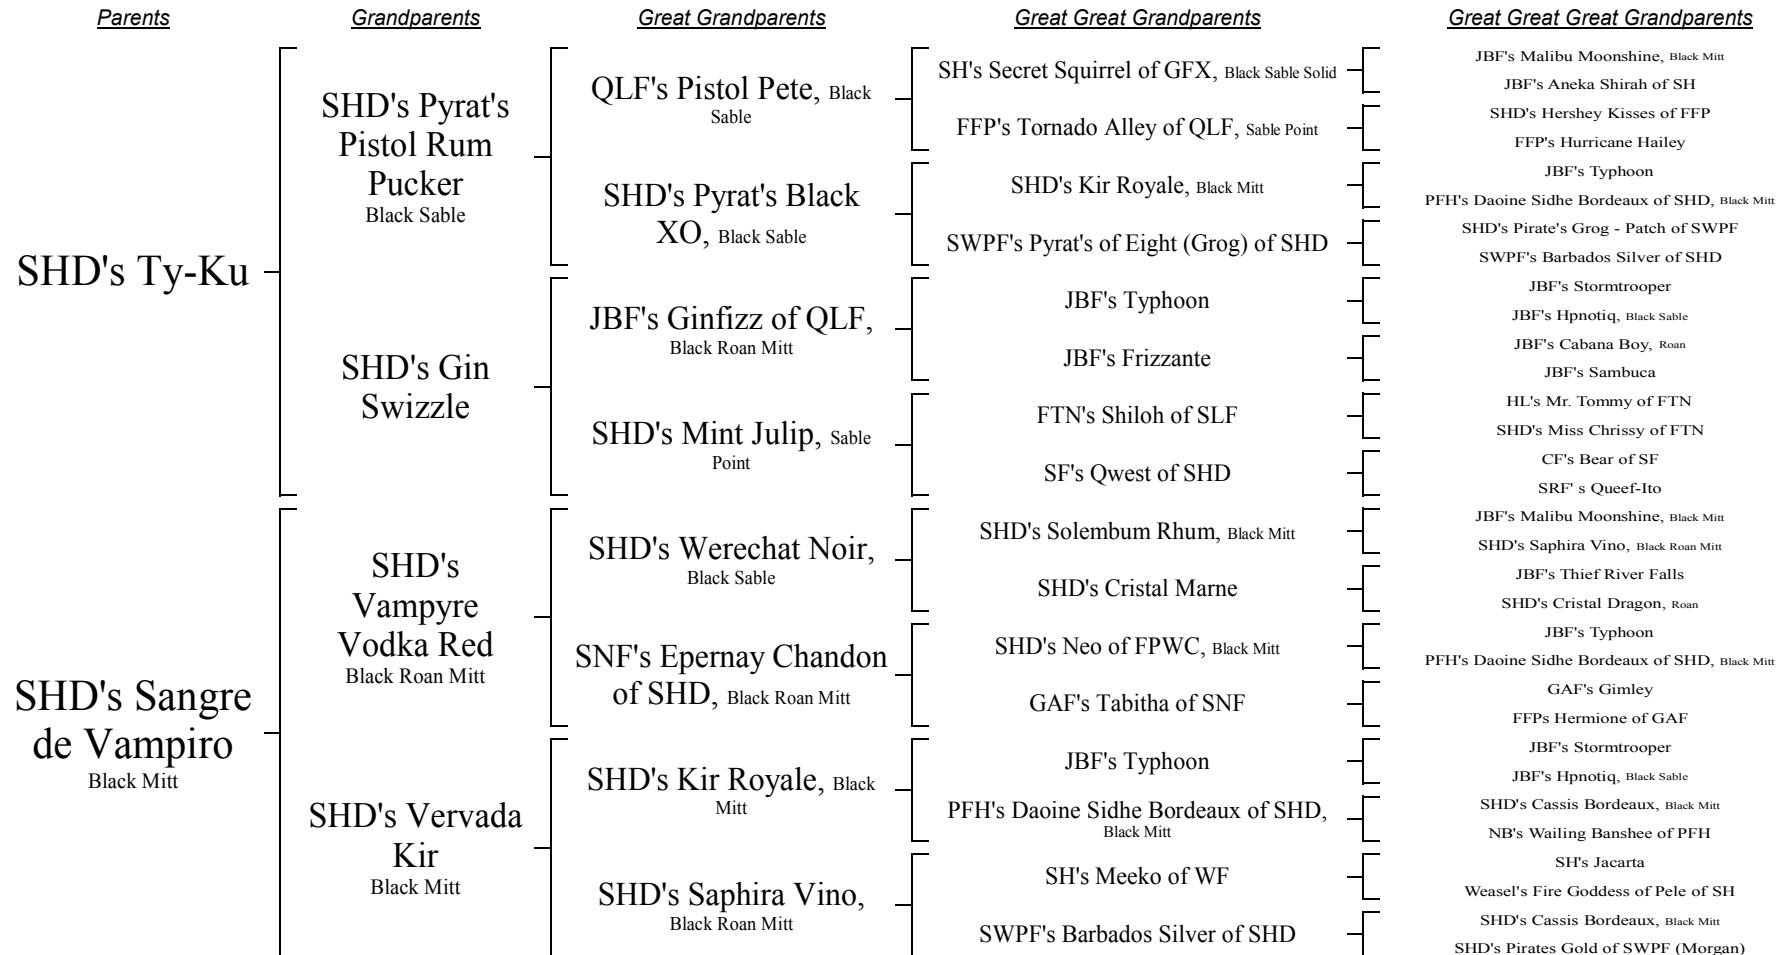 Parents
Grandparents
Great Grandparents
Great Great Grandparents
Great Great Great Grandparents
SHD's Ty-Ku
SHD's Sangre
de Vampiro
Black Mitt
SHD's Pyrat's
Pistol Rum
Pucker
Black Sable
SHD's Gin
Swizzle
SHD's
Vampyre
Vodka Red
Black Roan Mitt
SHD's Vervada
Kir
Black Mitt
QLF's Pistol Pete, Black
Sable
SHD's Pyrat's Black
XO, Black Sable
JBF's Ginfizz of QLF,
Black Roan Mitt
SHD's Mint Julip, Sable
Point
SHD's Werechat Noir,
Black Sable
SNF's Epernay Chandon
of SHD, Black Roan Mitt
SHD's Kir Royale, Black
Mitt
SHD's Saphira Vino,
Black Roan Mitt
SH's Secret Squirrel of GFX, Black Sable Solid
FFP's Tornado Alley of QLF, Sable Point
SHD's Kir Royale, Black Mitt
SWPF's Pyrat's of Eight (Grog) of SHD
JBF's Typhoon
JBF's Frizzante
FTN's Shiloh of SLF
SF's Qwest of SHD
SHD's Solembum Rhum, Black Mitt
SHD's Cristal Marne
SHD's Neo of FPWC, Black Mitt
GAF's Tabitha of SNF
JBF's Typhoon
PFH's Daoine Sidhe Bordeaux of SHD,
Black Mitt
SH's Meeko of WF
SWPF's Barbados Silver of SHD
JBF's Malibu Moonshine, Black Mitt
JBF's Aneka Shirah of SH
SHD's Hershey Kisses of FFP
FFP's Hurricane Hailey
JBF's Typhoon
PFH's Daoine Sidhe Bordeaux of SHD, Black Mitt
SHD's Pirate's Grog - Patch of SWPF
SWPF's Barbados Silver of SHD
JBF's Stormtrooper
JBF's Hpnotiq, Black Sable
JBF's Cabana Boy, Roan
JBF's Sambuca
HL's Mr. Tommy of FTN
SHD's Miss Chrissy of FTN
CF's Bear of SF
SRF' s Queef-Ito
JBF's Malibu Moonshine, Black Mitt
SHD's Saphira Vino, Black Roan Mitt
JBF's Thief River Falls
SHD's Cristal Dragon, Roan
JBF's Typhoon
PFH's Daoine Sidhe Bordeaux of SHD, Black Mitt
GAF's Gimley
FFPs Hermione of GAF
JBF's Stormtrooper
JBF's Hpnotiq, Black Sable
SHD's Cassis Bordeaux, Black Mitt
NB's Wailing Banshee of PFH
SH's Jacarta
Weasel's Fire Goddess of Pele of SH
SHD's Cassis Bordeaux, Black Mitt
SHD's Pirates Gold of SWPF (Morgan)